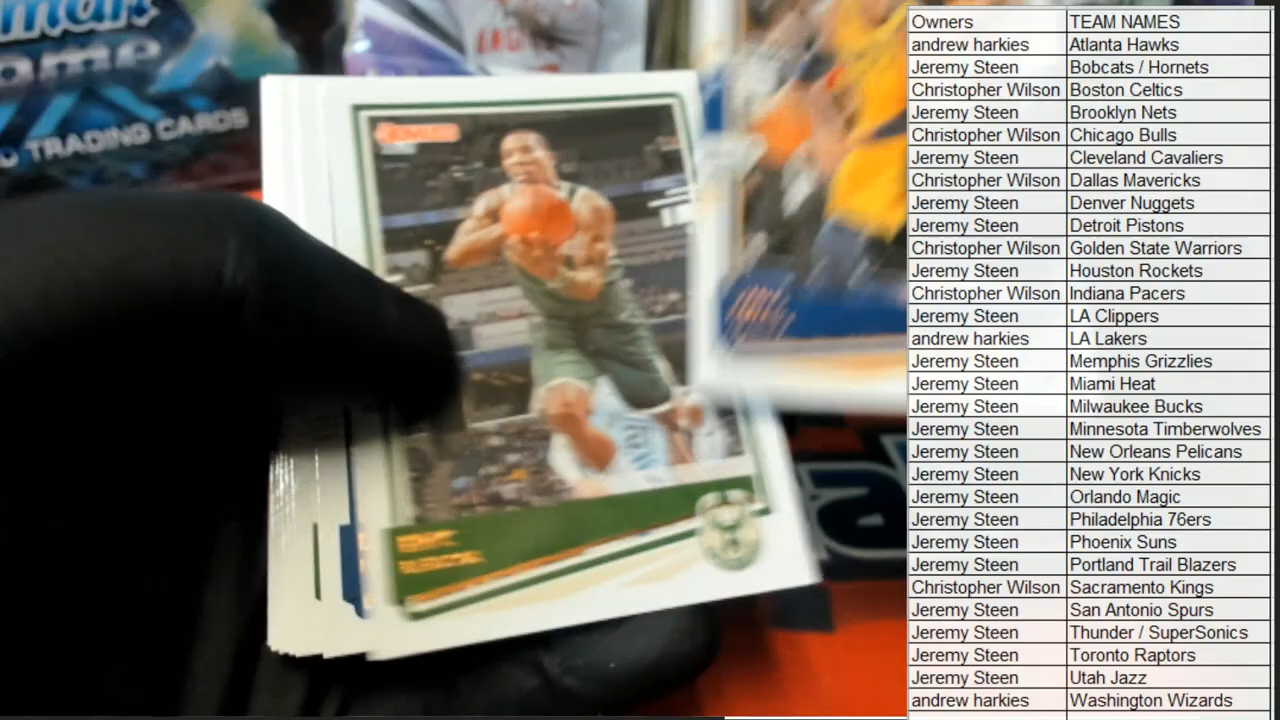 TRADING CARDS
Owners TEAM NAMES
andrew harkies Atlanta Hawks
Jeremy Steen Bobcats / Hornets
Christopher Wilson Boston Celtics
Jeremy Steen Brooklyn Nets
Christopher Wilson Chicago Bulls
Jeremy Steen Cleveland Cavaliers
Christopher Wilson Dallas Mavericks
Jeremy Steen Denver Nuggets
Jeremy Steen Detroit Pistons
Christopher Wilson Golden State Warriors
Jeremy Steen Houston Rockets
Christopher Wilson Indiana Pacers
Jeremy Steen LA Clippers
andrew harkies LA Lakers
Jeremy Steen Memphis Grizzlies
Jeremy Steen Miami Heat
Jeremy Steen Milwaukee Bucks
Jeremy Steen Minnesota Timberwolves
Jeremy Steen New Orleans Pelicans
Jeremy Steen New York Knicks
Jeremy Steen Orlando Magic
Jeremy Steen Philadelphia 76ers
Jeremy Steen Phoenix Suns
Jeremy Steen Portland Trail Blazers
Christopher Wilson Sacramento Kings
Jeremy Steen San Antonio Spurs
Jeremy Steen Thunder / SuperSonics
Jeremy Steen Toronto Raptors
Jeremy Steen Utah Jazz
andrew harkies Washington Wizards